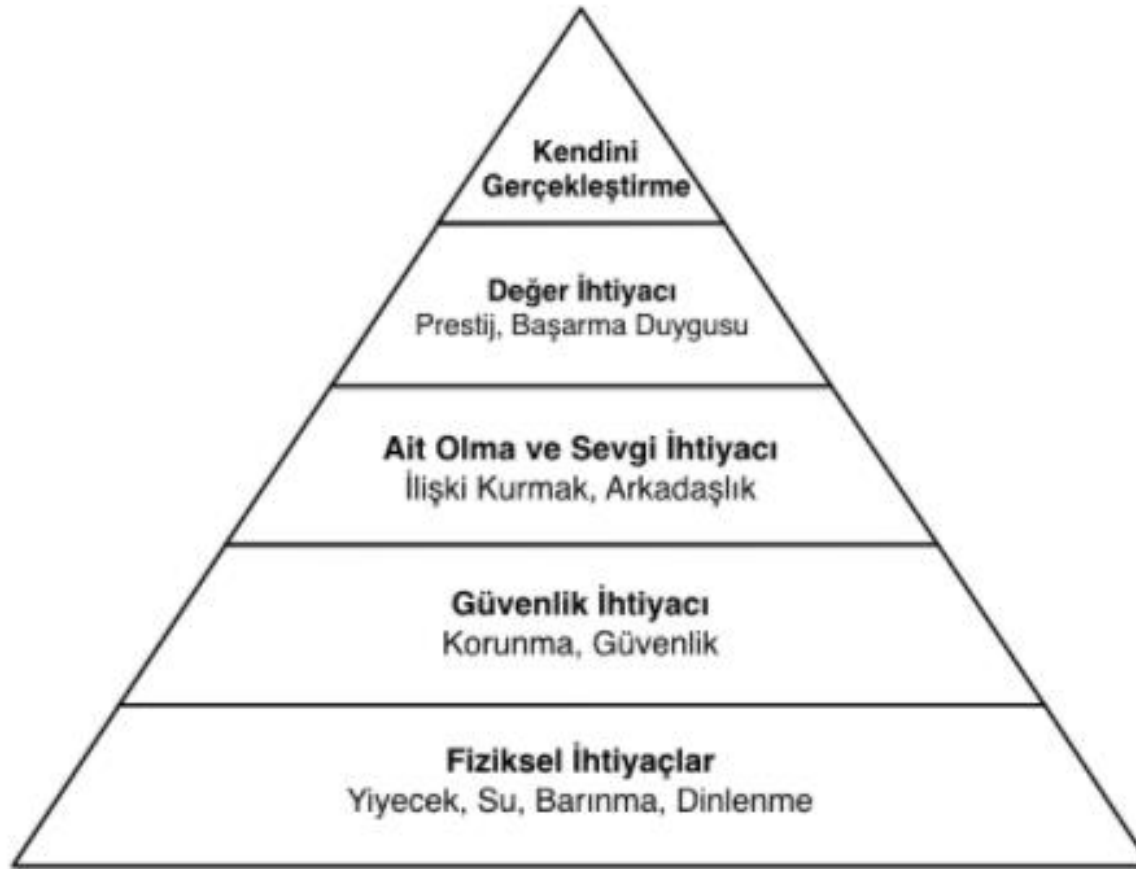 Kendini
Gerçekleştirme
Değer İhtiyacı
Prestij, Başarma Duygusu
Ait Olma ve Sevgi İhtiyacı
İlişki Kurmak, Arkadaşlık
Güvenlik İhtiyacı
Korunma, Güvenlik
Fiziksel İhtiyaçlar
Yiyecek, Su, Barınma, Dinlenme